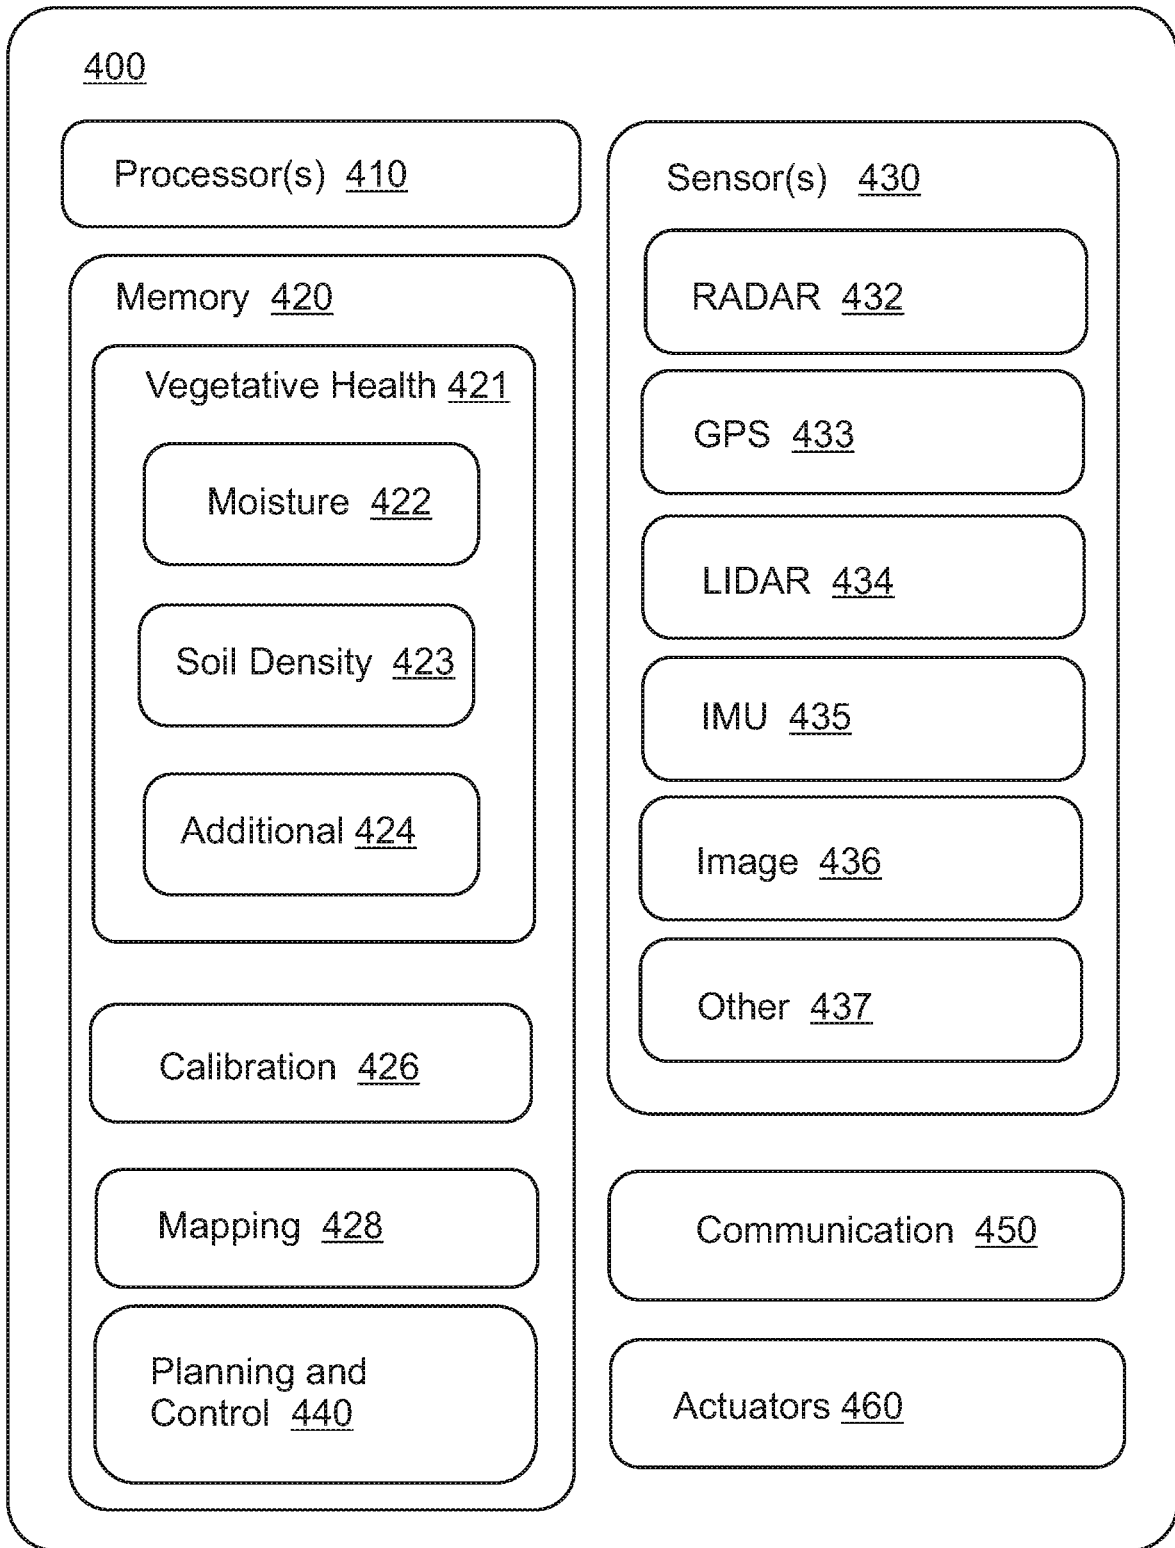 400
Processor(s) 410
Memory 420
Vegetative Health 421
Moisture 422
Soil Density 423
Additional 424
Calibration 426
Mapping 428
Planning and
Control 440
Sensor(s) 430
RADAR 432
GPS 433
LIDAR 434
IMU 435
Image 436
Other 437
Communication 450
Actuators 460